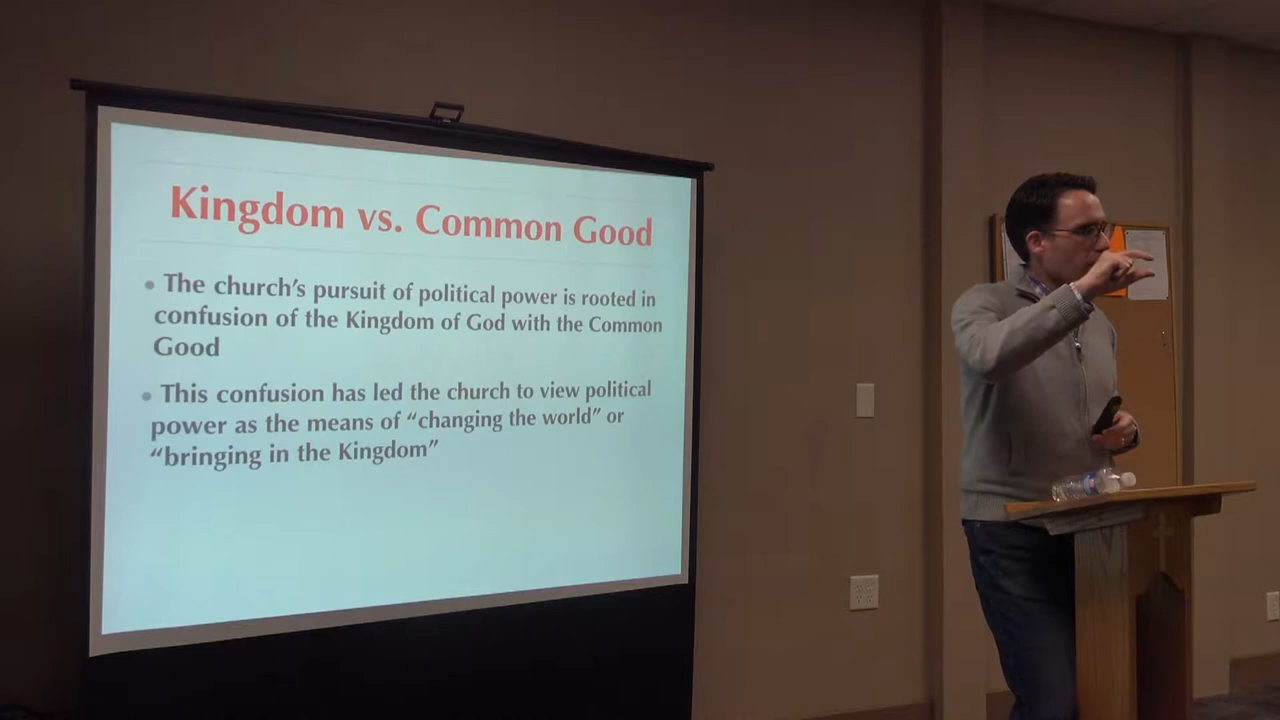 Kingdom vs. Common Good
• The church's pursuit of political power is rooted in
confusion of the Kingdom of God with the Common
Good
• This confusion has led the church to view political
power as the means of “changing the world” or
“bringing in the Kingdom”